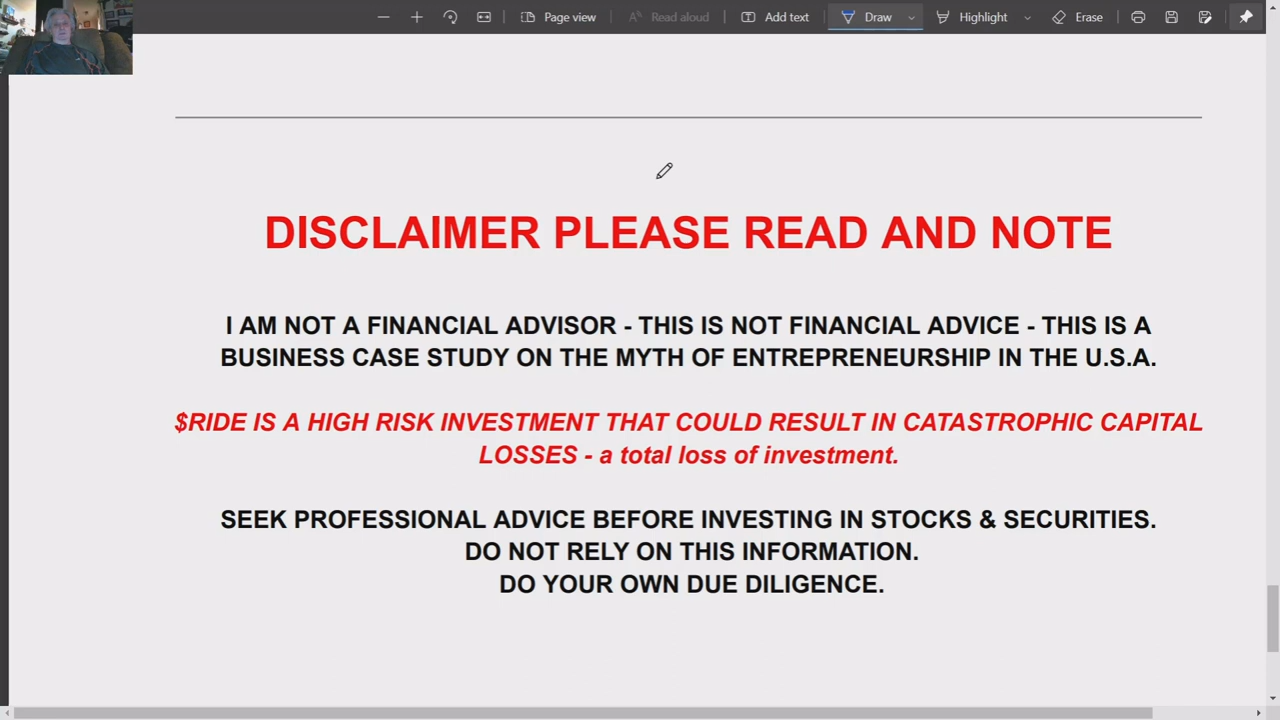 Page view
Read aloud
Add text
Draw
Highlight
Erase
DISCLAIMER PLEASE READ AND NOTE
I AM NOT A FINANCIAL ADVISOR - THIS IS NOT FINANCIAL ADVICE - THIS IS A
BUSINESS CASE STUDY ON THE MYTH OF ENTREPRENEURSHIP IN THE U.S.A.
$RIDE IS A HIGH RISK INVESTMENT THAT COULD RESULT IN CATASTROPHIC CAPITAL
LOSSES - a total loss of investment.
SEEK PROFESSIONAL ADVICE BEFORE INVESTING IN STOCKS & SECURITIES.
DO NOT RELY ON THIS INFORMATION.
DO YOUR OWN DUE DILIGENCE.